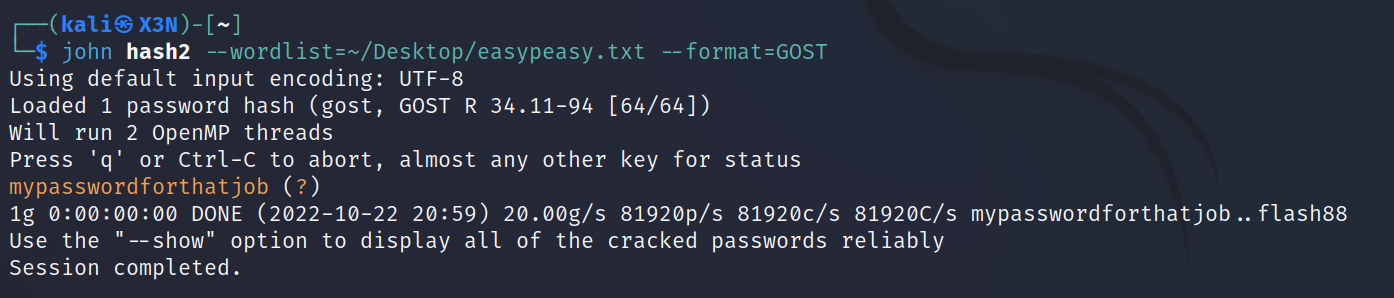 ┌──(kali㉿X3N)-[~]
└─$ john hash2 --wordlist=~/Desktop/easypeasy.txt --format=GOST
Using default input encoding: UTF-8
Loaded 1 password hash (gost, GOST R 34.11-94 [64/64])
Will run 2 OpenMP threads
Press 'q' or Ctrl-C to abort, almost any other key for status
mypasswordforthatjob (?)
1g 0:00:00:00 DONE (2022-10-22 20:59) 20.00g/s 81920p/s 81920c/s 81920C/s mypasswordforthatjob..flash88
Use the "--show" option to display all of the cracked passwords reliably
Session completed.